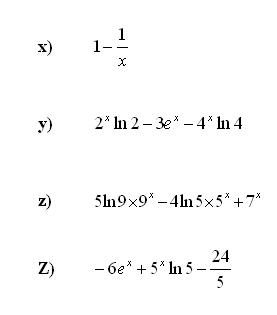 x) 1 - 1/x
y) 2^x ln 2 - 3e^x - 4^x ln 4
z) 5ln9×9^x - 4ln5×5^x + 7^x
Z) - 6e^x + 5^x ln 5 - 24/5